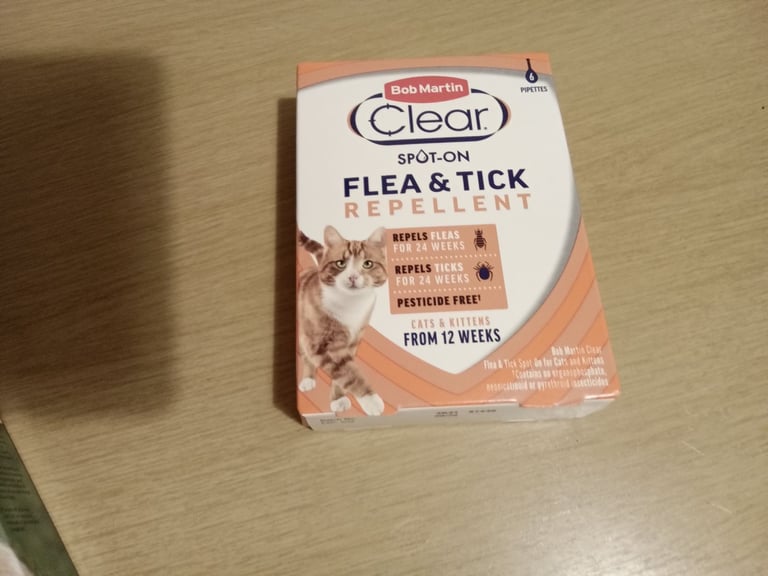 6
PIPETTES
Bob Martin
Clear
SPOT-ON
FLEA & TICK
REPELLENT
REPELS FLEAS
FOR 24 WEEKS
REPELS TICKS
FOR 24 WEEKS
PESTICIDE FREE¹
CATS & KITTENS
FROM 12 WEEKS
Bob Martin Clear
Flea & Tick Spot On for Cats and Kittens
¹Contains no organophosphate,
neonicotinoid or pyrethroid insecticides